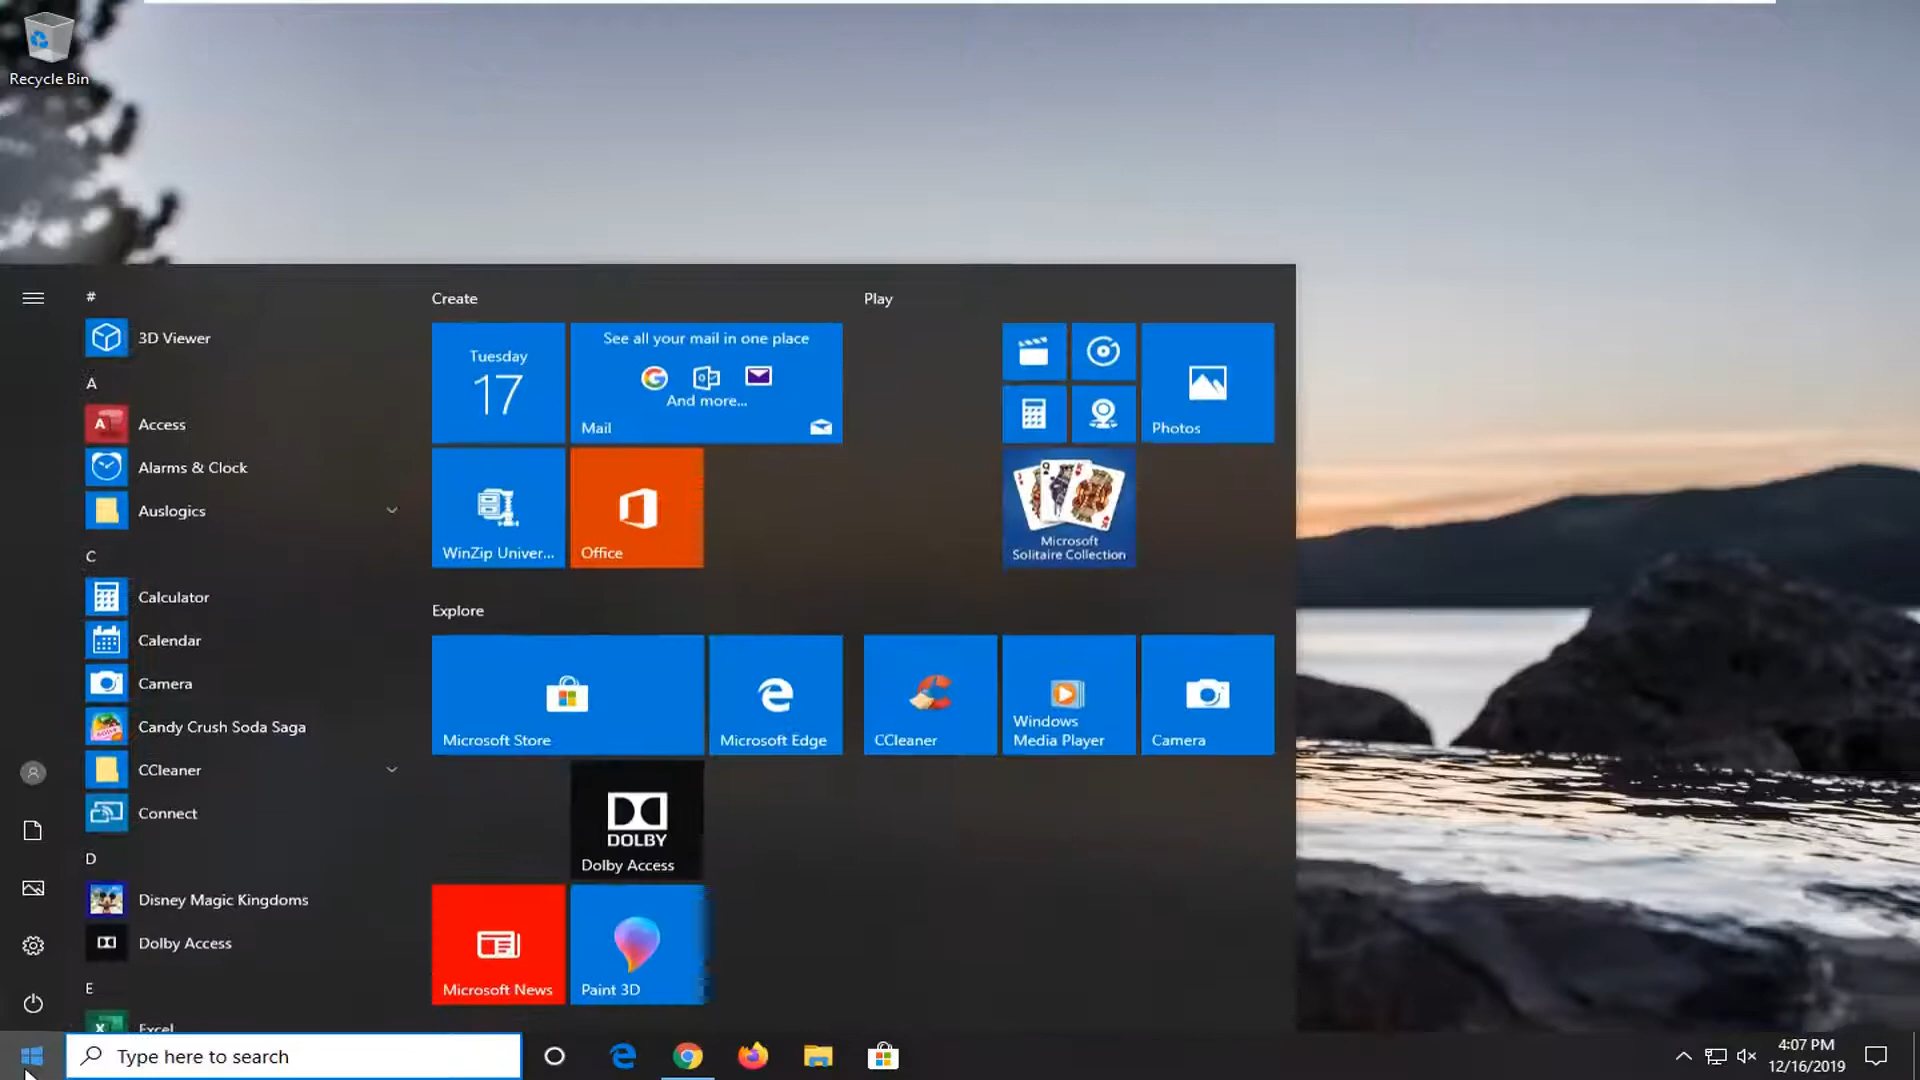 Recycle Bin
#
3D Viewer
A
Access
Alarms & Clock
Auslogics
C
Calculator
Calendar
Camera
Candy Crush Soda Saga
CCleaner
Connect
D
Disney Magic Kingdoms
Dolby Access
E
Excel
Create
Tuesday
17
See all your mail in one place
And more...
Mail
WinZip Univer...
Office
Explore
Microsoft Store
Microsoft Edge
DOLBY
Dolby Access
Microsoft News
Paint 3D
Play
Photos
Microsoft
Solitaire Collection
CCleaner
Windows
Media Player
Camera
Type here to search
4:07 PM
12/16/2019